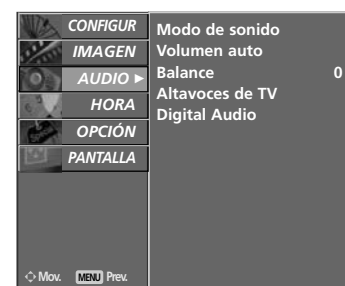 CONFIGUR
IMAGEN
AUDIO ►
HORA
OPCIÓN
PANTALLA
Modo de sonido
Volumen auto
Balance 0
Altavoces de TV
Digital Audio
Mov. MENU Prev.